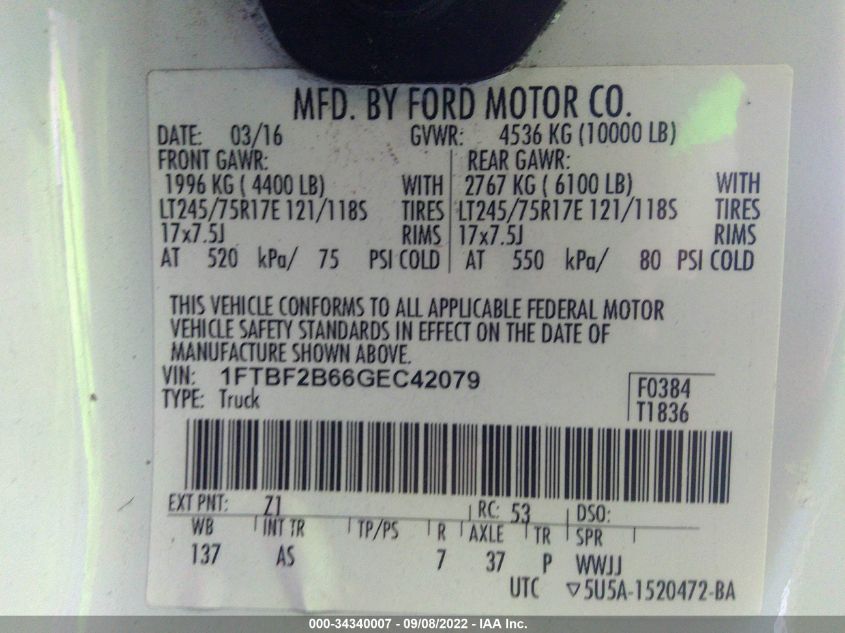 MFD. BY FORD MOTOR CO.
DATE: 03/16 GVWR: 4536 KG (10000 LB)
FRONT GAWR: REAR GAWR:
1996 KG ( 4400 LB) WITH 2767 KG ( 6100 LB) WITH
LT245/75R17E 121/118S TIRES LT245/75R17E 121/118S TIRES
17x7.5J RIMS 17x7.5J RIMS
AT 520 kPa/ 75 PSI COLD AT 550 kPa/ 80 PSI COLD
THIS VEHICLE CONFORMS TO ALL APPLICABLE FEDERAL MOTOR
VEHICLE SAFETY STANDARDS IN EFFECT ON THE DATE OF
MANUFACTURE SHOWN ABOVE.
VIN: 1FTBF2B66GEC42079 F0384
TYPE: Truck T1836
EXT PNT: Z1 RC: 53 DSO:
WB INT TR TP/PS R AXLE TR SPR
137 AS 7 37 P WWJJ
UTC ▽5U5A-1520472-BA
000-34340007 - 09/08/2022 - IAA Inc.